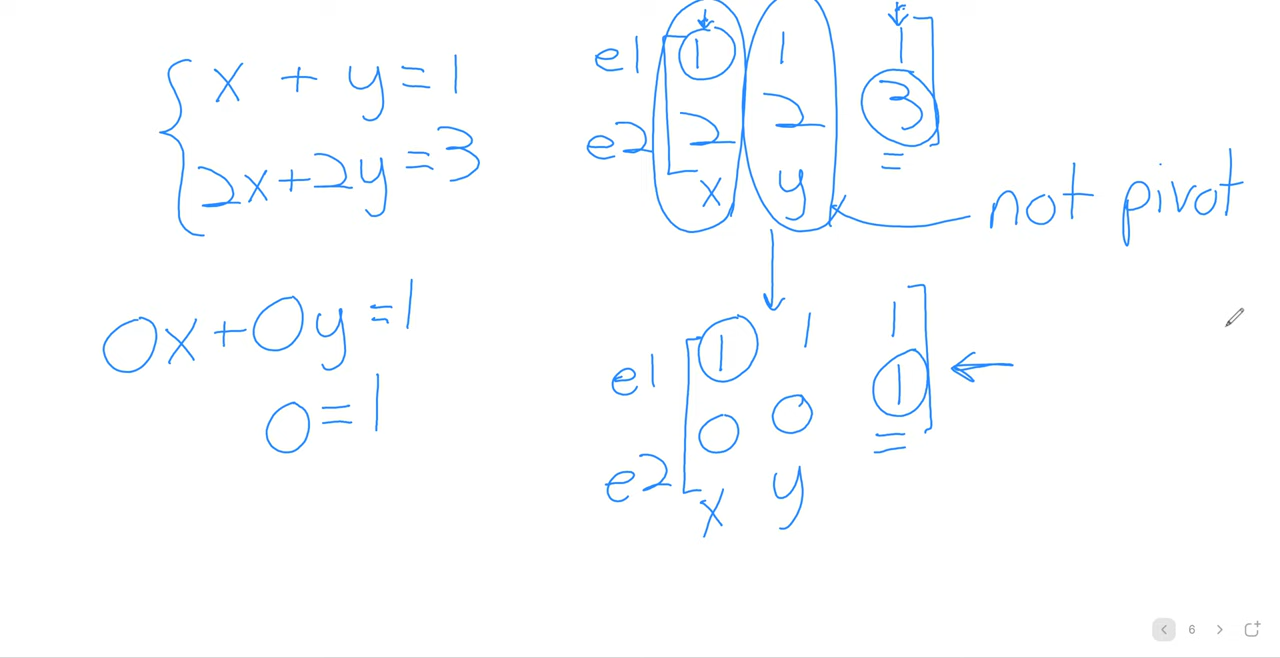 x + y = 1
2x + 2y = 3
0x + 0y = 1
0 = 1
e1 1 1 1
e2 2 2 3
x y =
not pivot
e1 1 1 1
e2 0 0 1
x y =
6